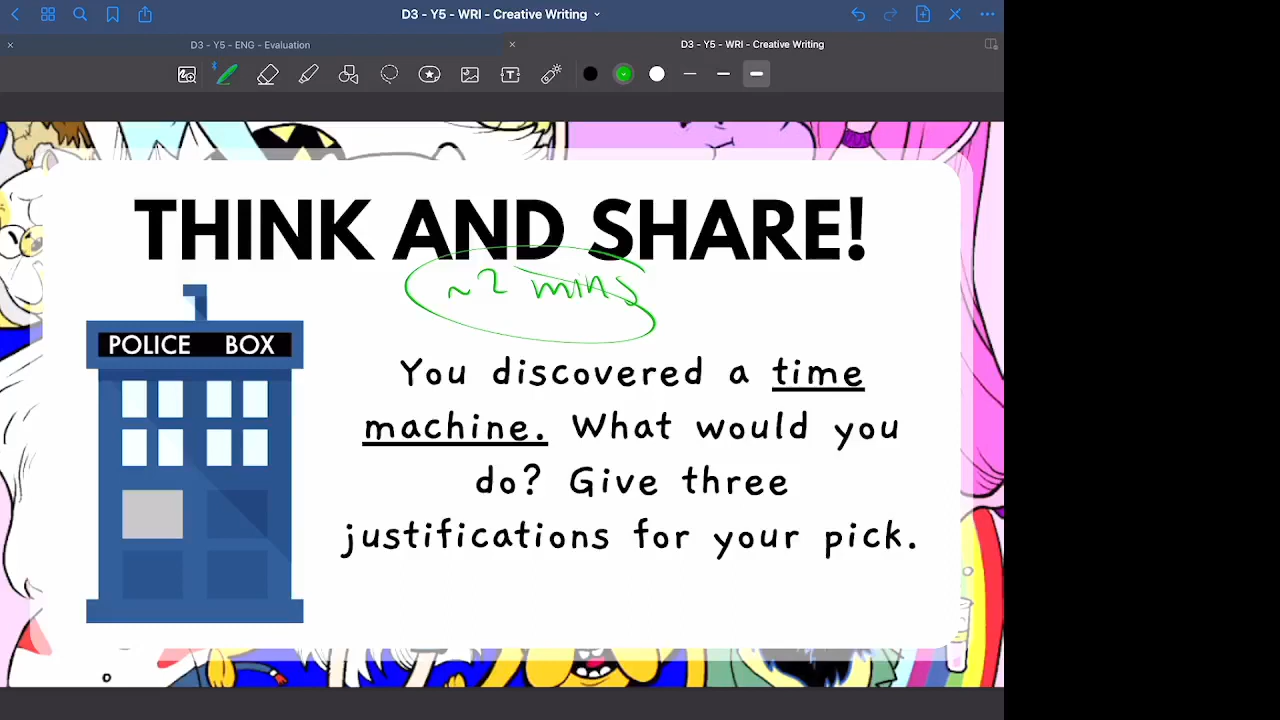 D3 - Y5 - WRI - Creative Writing
D3 - Y5 - ENG - Evaluation
D3 - Y5 - WRI - Creative Writing
THINK AND SHARE!
~2 mins
POLICE BOX
You discovered a time
machine. What would you
do? Give three
justifications for your pick.